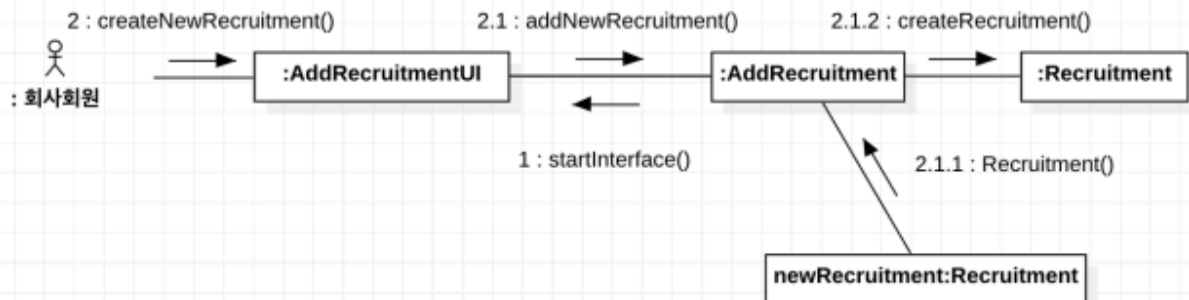 2 : createNewRecruitment()
2.1 : addNewRecruitment()
2.1.2 : createRecruitment()
:AddRecruitmentUI
:AddRecruitment
:Recruitment
: 회사회원
1 : startInterface()
2.1.1 : Recruitment()
newRecruitment:Recruitment